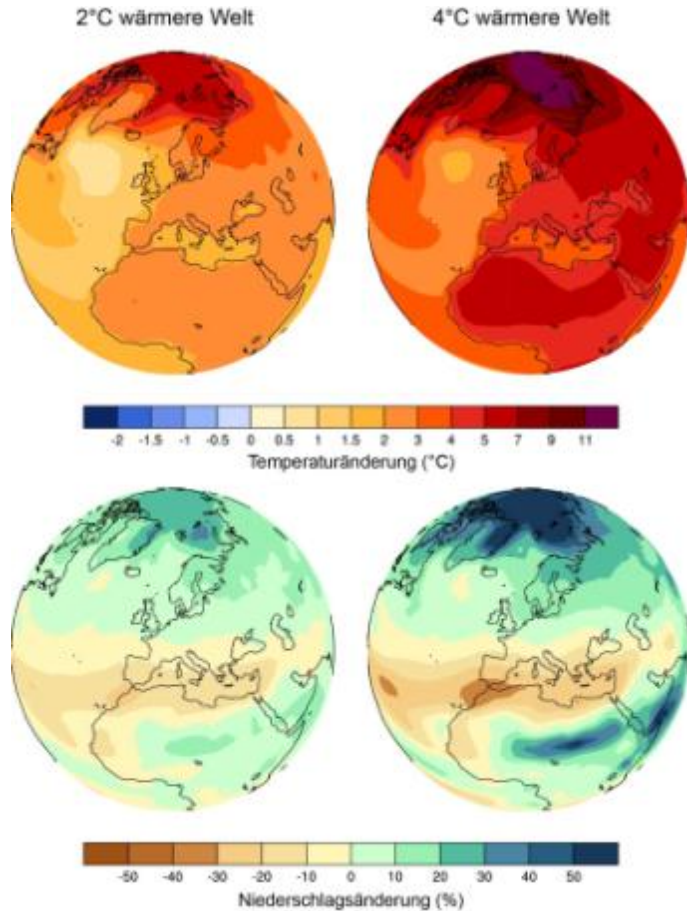 2°C wärmere Welt
4°C wärmere Welt
-2 -1.5 -1 -0.5 0 0.5 1 1.5 2 3 4 5 7 9 11
Temperaturänderung (°C)
-50 -40 -30 -20 -10 0 10 20 30 40 50
Niederschlagsänderung (%)